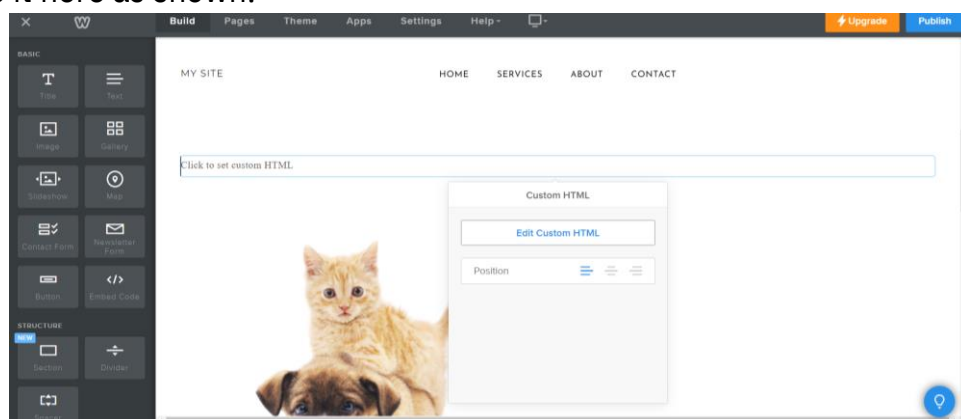 it here as shown.
Build Pages Theme Apps Settings Help
Upgrade Publish
BASIC
Title Text
Image Gallery
Slideshow Map
Contact Form Newsletter Form
Button Embed Code
STRUCTURE
NEW
Section Divider
Spacer
MY SITE HOME SERVICES ABOUT CONTACT
Click to set custom HTML
Custom HTML
Edit Custom HTML
Position